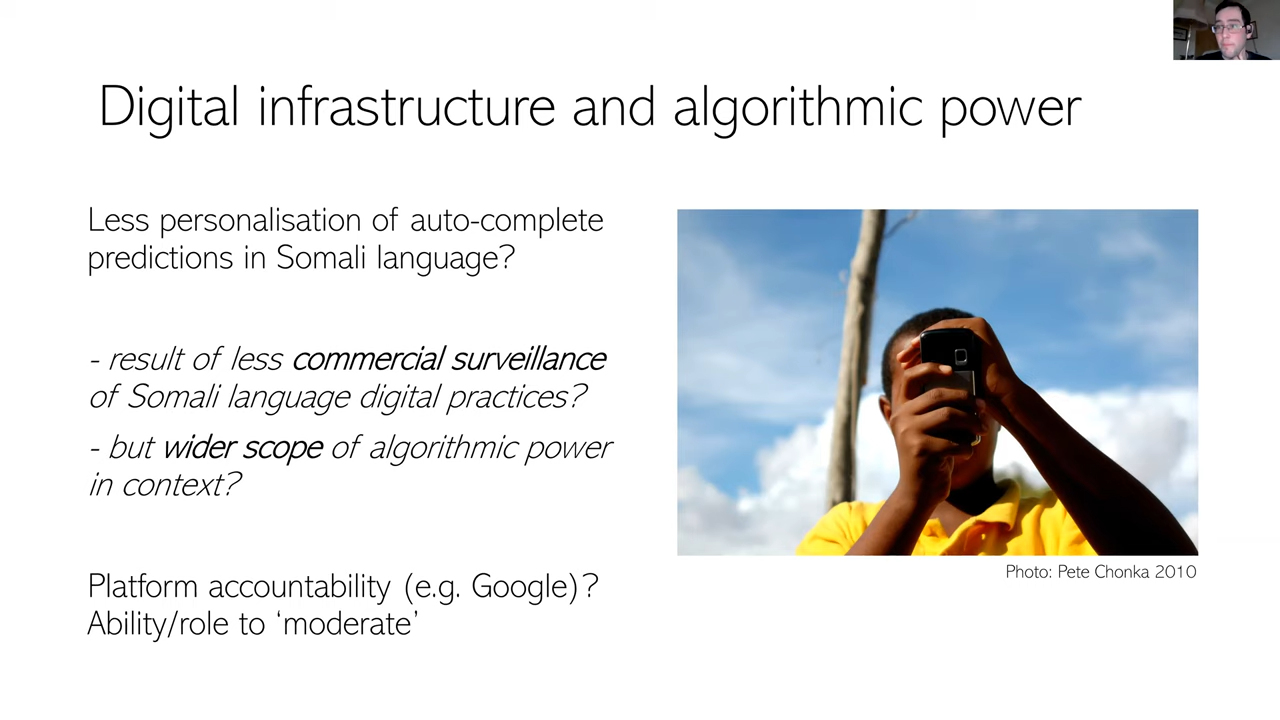 Digital infrastructure and algorithmic power
Less personalisation of auto-complete
predictions in Somali language?
- result of less commercial surveillance
of Somali language digital practices?
- but wider scope of algorithmic power
in context?
Platform accountability (e.g. Google)?
Ability/role to ‘moderate’
Photo: Pete Chonka 2010